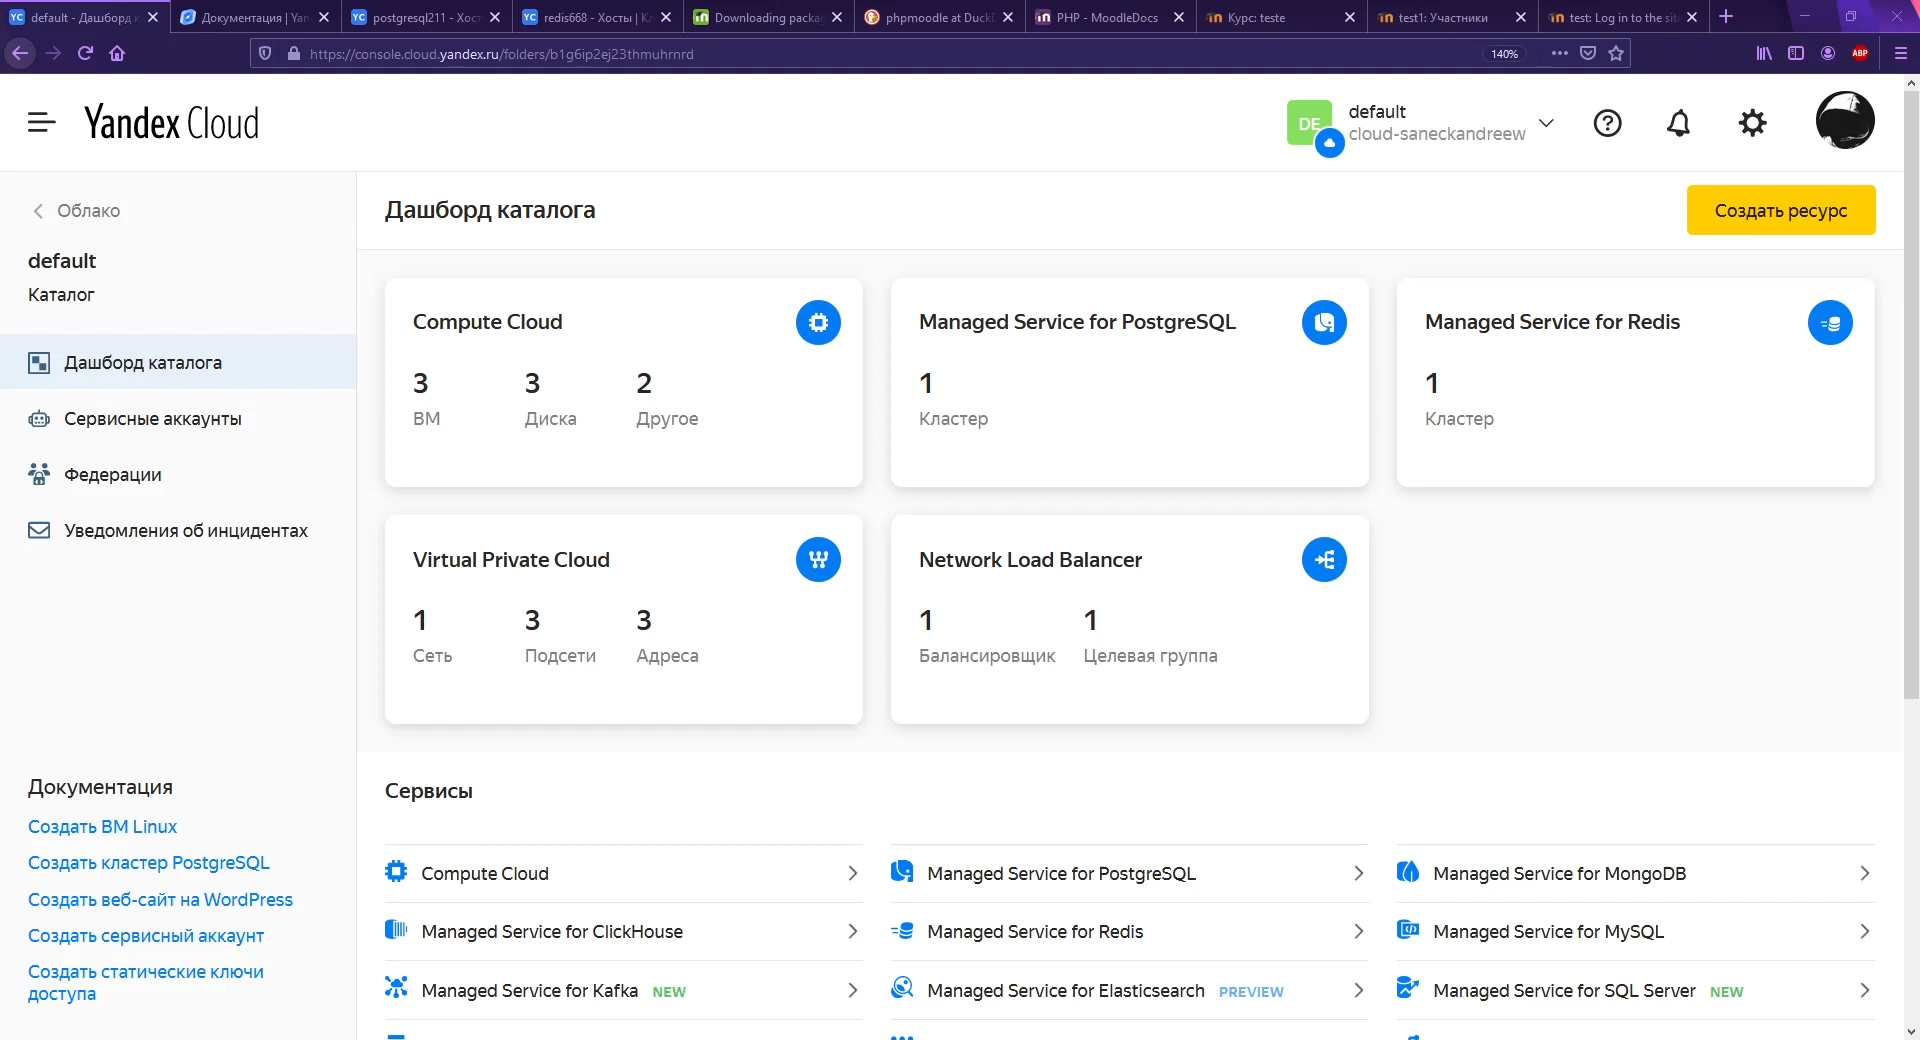 default - Дашборд к
Документация | Yan
postgresql211 - Хост
redis668 - Хосты | Кл
Downloading packa
phpmoodle at Duck
PHP - MoodleDocs
Курс: teste
test1: Участники
test: Log in to the sit
https://console.cloud.yandex.ru/folders/b1g6ip2ej23thmuhrnrd
140%
ABP
Yandex Cloud
DE
default
cloud-saneckandreew
Облако
default
Каталог
Дашборд каталога
Сервисные аккаунты
Федерации
Уведомления об инцидентах
Документация
Создать ВМ Linux
Создать кластер PostgreSQL
Создать веб-сайт на WordPress
Создать сервисный аккаунт
Создать статические ключи
доступа
Дашборд каталога
Создать ресурс
Compute Cloud
3 3 2
ВМ Диска Другое
Managed Service for PostgreSQL
1
Кластер
Managed Service for Redis
1
Кластер
Virtual Private Cloud
1 3 3
Сеть Подсети Адреса
Network Load Balancer
1 1
Балансировщик Целевая группа
Сервисы
Compute Cloud
Managed Service for PostgreSQL
Managed Service for MongoDB
Managed Service for ClickHouse
Managed Service for Redis
Managed Service for MySQL
Managed Service for Kafka NEW
Managed Service for Elasticsearch PREVIEW
Managed Service for SQL Server NEW